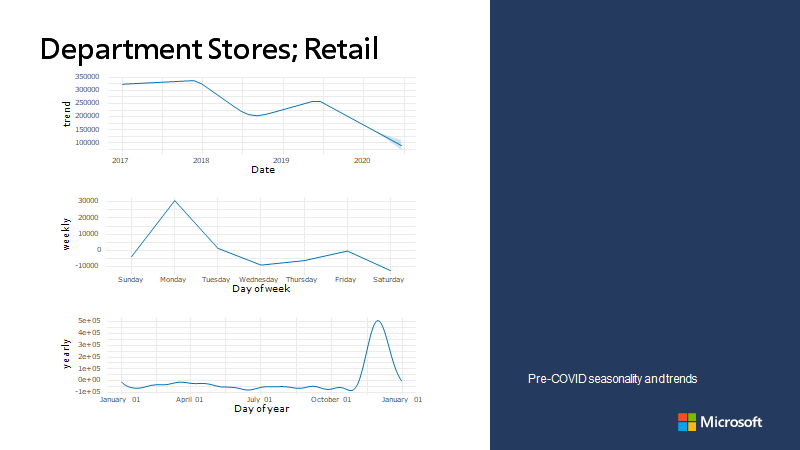 Department Stores; Retail
350000
300000
250000
200000
150000
100000
trend
2017 2018 2019 2020
Date
30000
20000
10000
0
-10000
weekly
Sunday Monday Tuesday Wednesday Thursday Friday Saturday
Day of week
5e+05
4e+05
3e+05
2e+05
1e+05
0e+00
-1e+05
yearly
January 01 April 01 July 01 October 01 January 01
Day of year
Pre-COVID seasonality and trends
Microsoft